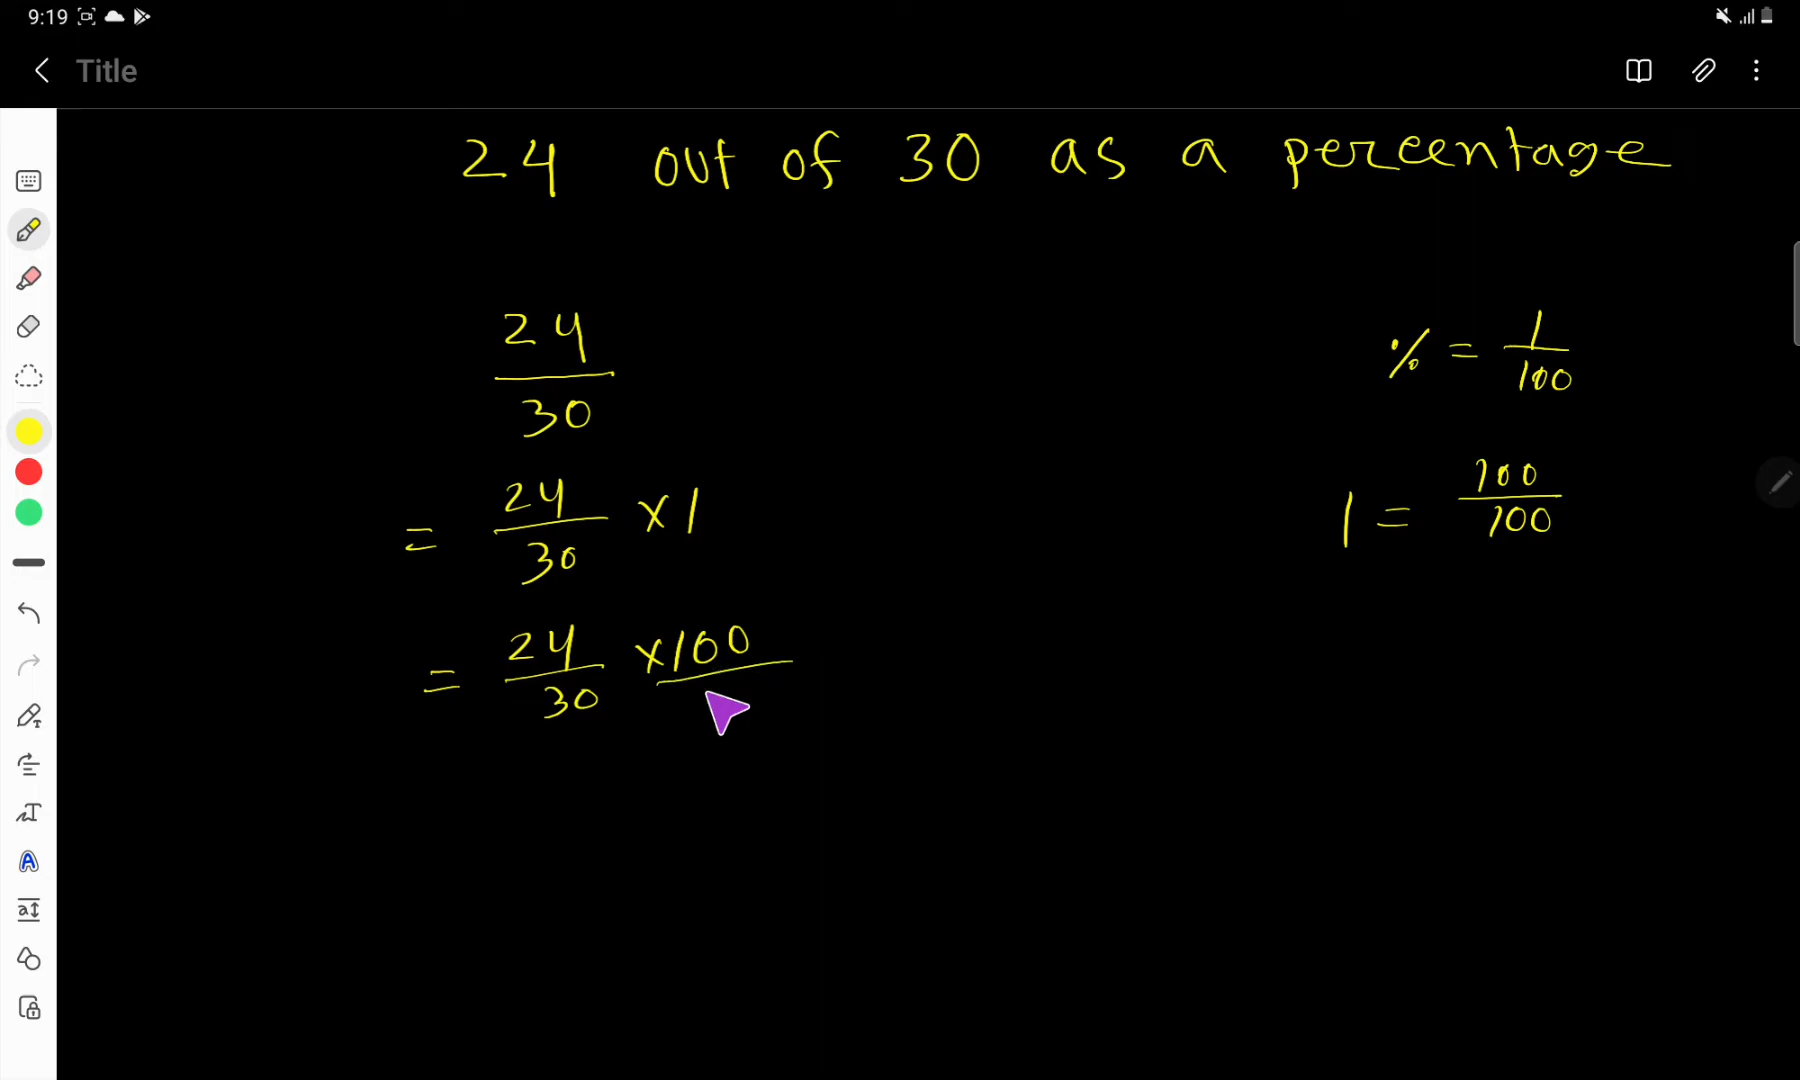 9:19
Title
24 out of 30 as a percentage
24
30
% = 1/100
= 24/30 x 1
1 = 100/100
= 24/30 x 100